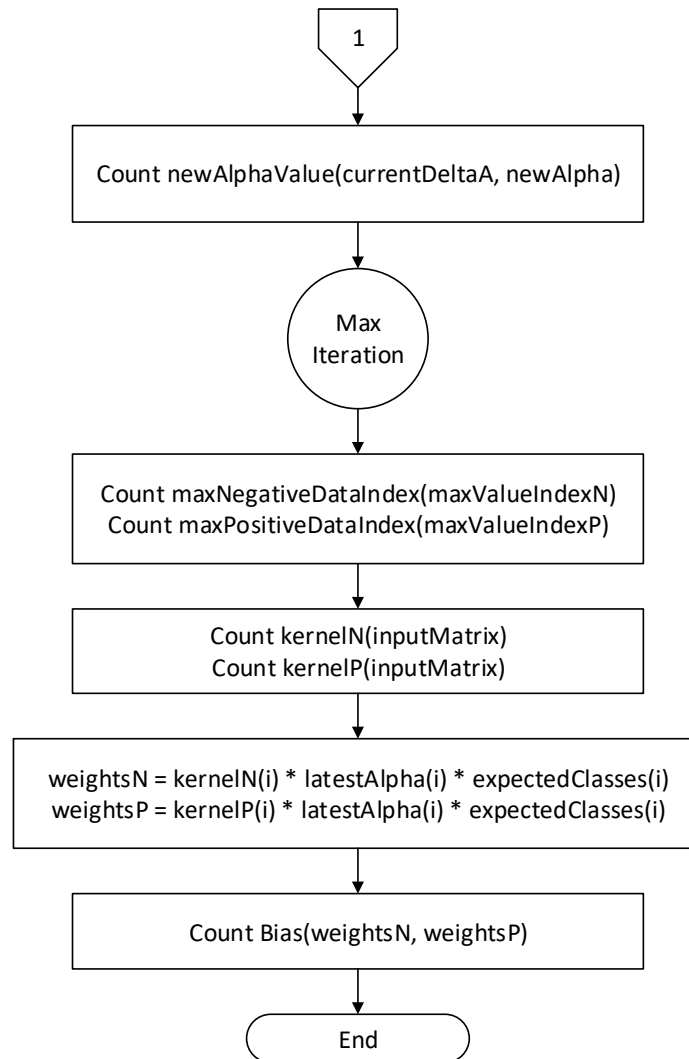 1
Count newAlphaValue(currentDeltaA, newAlpha)
Max
Iteration
Count maxNegativeDataIndex(maxValueIndexN)
Count maxPositiveDataIndex(maxValueIndexP)
Count kernelN(inputMatrix)
Count kernelP(inputMatrix)
weightsN = kernelN(i) * latestAlpha(i) * expectedClasses(i)
weightsP = kernelP(i) * latestAlpha(i) * expectedClasses(i)
Count Bias(weightsN, weightsP)
End